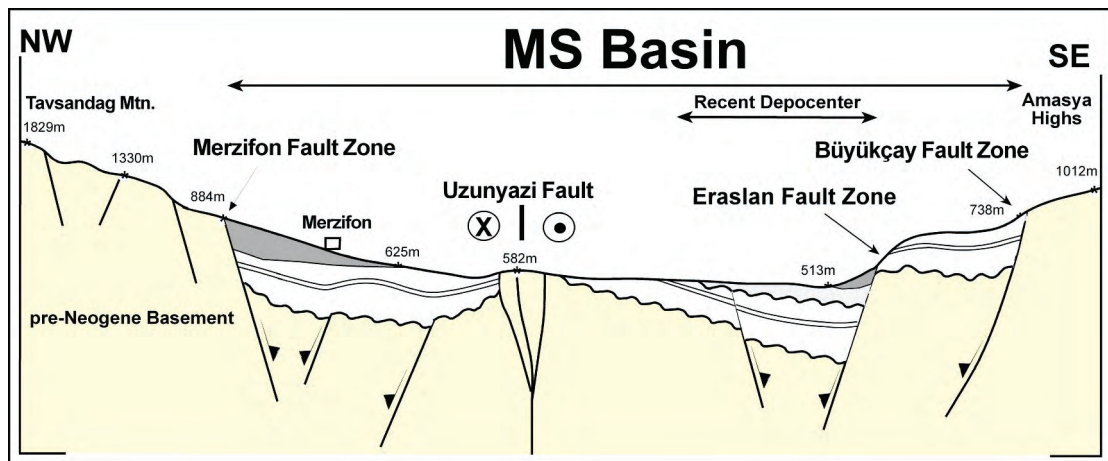 NW
MS Basin
SE
Recent Depocenter
Tavsandag Mtn.
Amasya
Highs
1829m
1330m
Merzifon Fault Zone
Büyükçay Fault Zone
1012m
884m
Uzunyazi Fault
Eraslan Fault Zone
738m
Merzifon
X
625m
582m
513m
pre-Neogene Basement